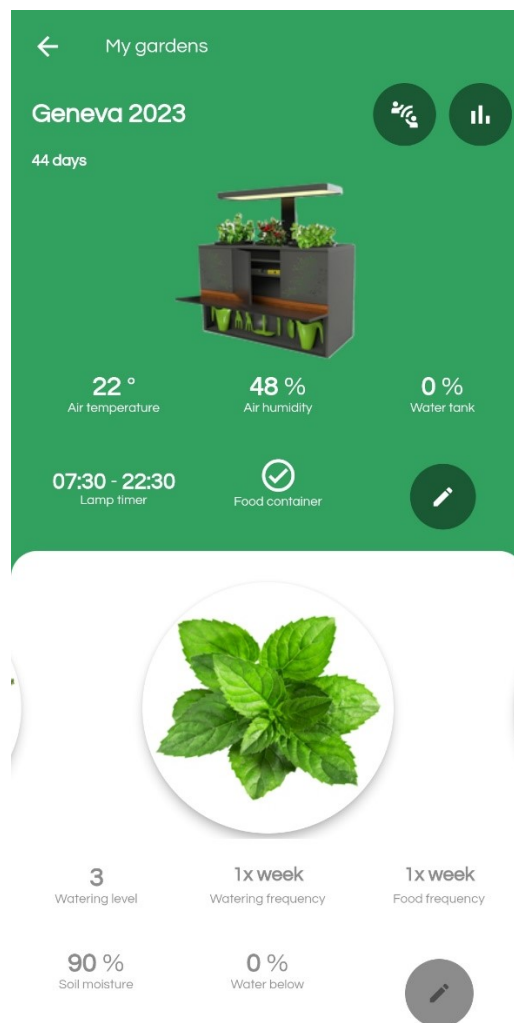 My gardens
Geneva 2023
44 days
22 ° 48 % 0 %
Air temperature Air humidity Water tank
07:30 - 22:30
Lamp timer Food container
3 1x week 1x week
Watering level Watering frequency Food frequency
90 % 0 %
Soil moisture Water below